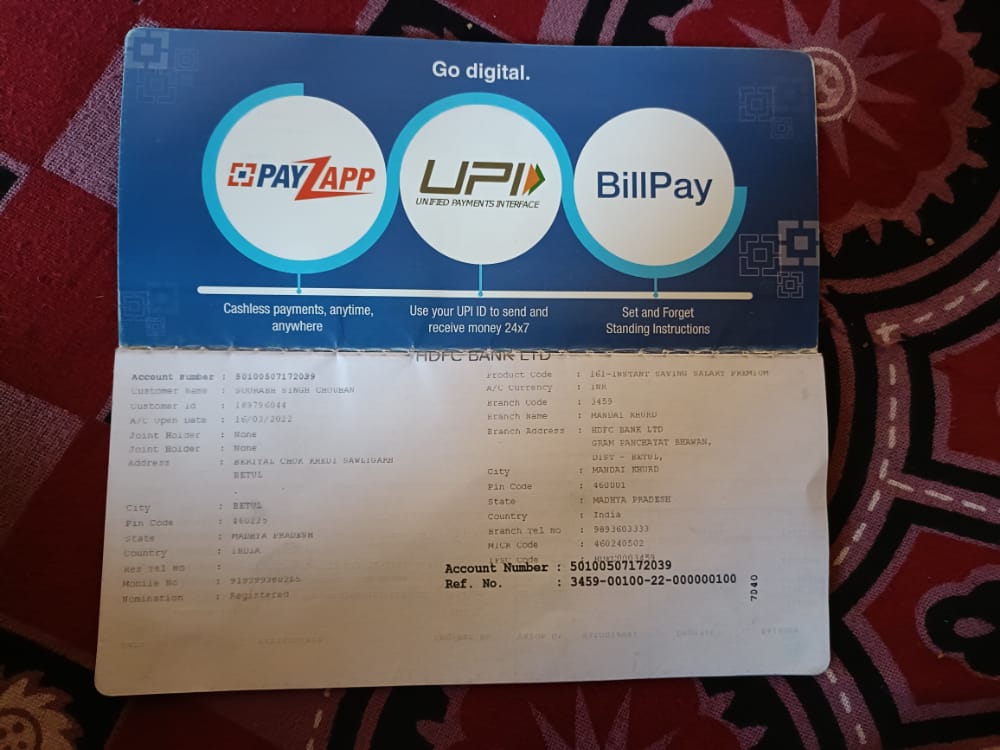 Go digital.
PAYZAPP
UPI
UNIFIED PAYMENTS INTERFACE
BillPay
Cashless payments, anytime,
anywhere
Use your UPI ID to send and
receive money 24x7
Set and Forget
Standing Instructions
HDFC BANK LTD
Account Number : 50100507172039
Customer Name : SOURABH SINGH CHOUHAN
Customer Id : 189796044
A/C Open Date : 16/03/2022
Joint Holder : None
Joint Holder : None
Address : BERIYAL CHOK KHEDI SAWLIGARH
BETUL
.
City : BETUL
Pin Code : 460225
State : MADHYA PRADESH
Country : INDIA
Res Tel No :
Mobile No :
Nomination : Registered
Product Code : 161-INSTANT SAVING SALARY PREMIUM
A/C Currency : INR
Branch Code : 3459
Branch Name : MANDAI KHURD
Branch Address : HDFC BANK LTD
GRAM PANCHAYAT BHAWAN,
DIST - BETUL,
City : MANDAI KHURD
Pin Code : 460001
State : MADHYA PRADESH
Country : India
Branch Tel No : 9893603333
MICR Code : 460240502
IFSC Code : HDFC0003459
Account Number : 50100507172039
Ref. No. : 3459-00100-22-000000100
7040